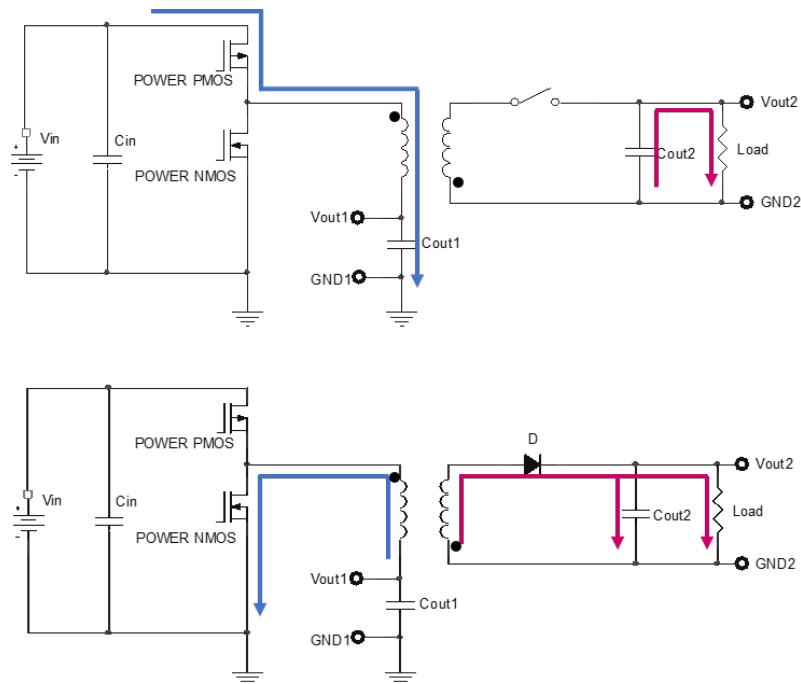 POWER PMOS
Vin
+
-
Cin
POWER NMOS
Vout1
Cout1
GND1
Vout2
Cout2
Load
GND2
POWER PMOS
Vin
+
-
Cin
POWER NMOS
Vout1
Cout1
GND1
D
Vout2
Cout2
Load
GND2